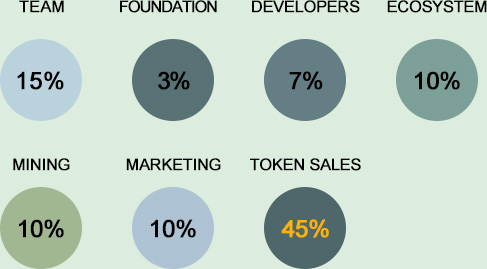 TEAM FOUNDATION DEVELOPERS ECOSYSTEM
15% 3% 7% 10%
MINING MARKETING TOKEN SALES
10% 10% 45%